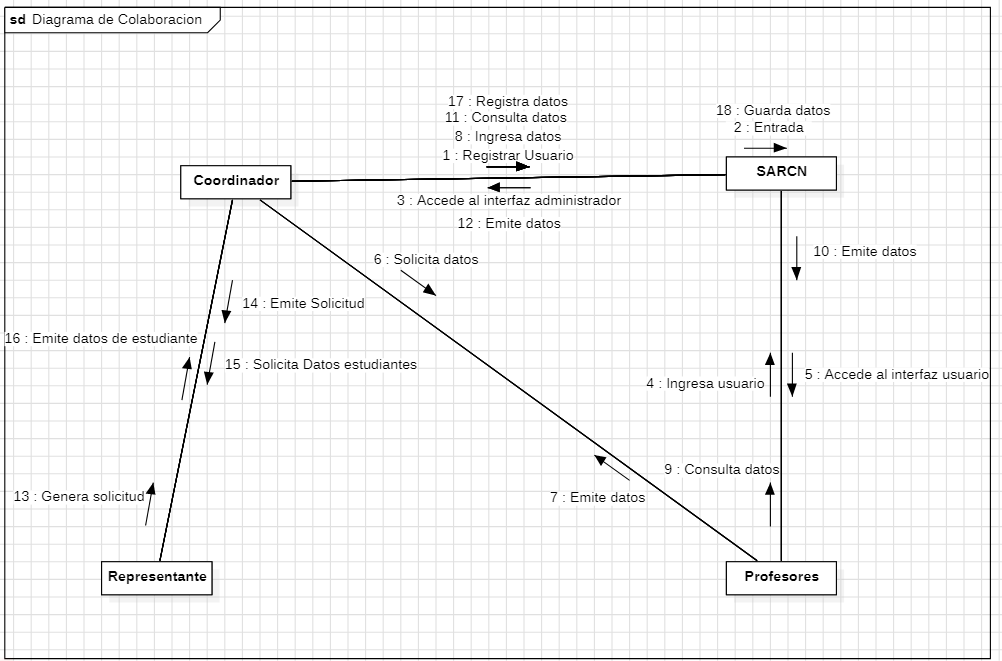 sd Diagrama de Colaboracion
17 : Registra datos
11 : Consulta datos
8 : Ingresa datos
1 : Registrar Usuario
18 : Guarda datos
2 : Entrada
Coordinador
SARCN
3 : Accede al interfaz administrador
12 : Emite datos
6 : Solicita datos
10 : Emite datos
14 : Emite Solicitud
16 : Emite datos de estudiante
15 : Solicita Datos estudiantes
4 : Ingresa usuario
5 : Accede al interfaz usuario
9 : Consulta datos
13 : Genera solicitud
7 : Emite datos
Representante
Profesores